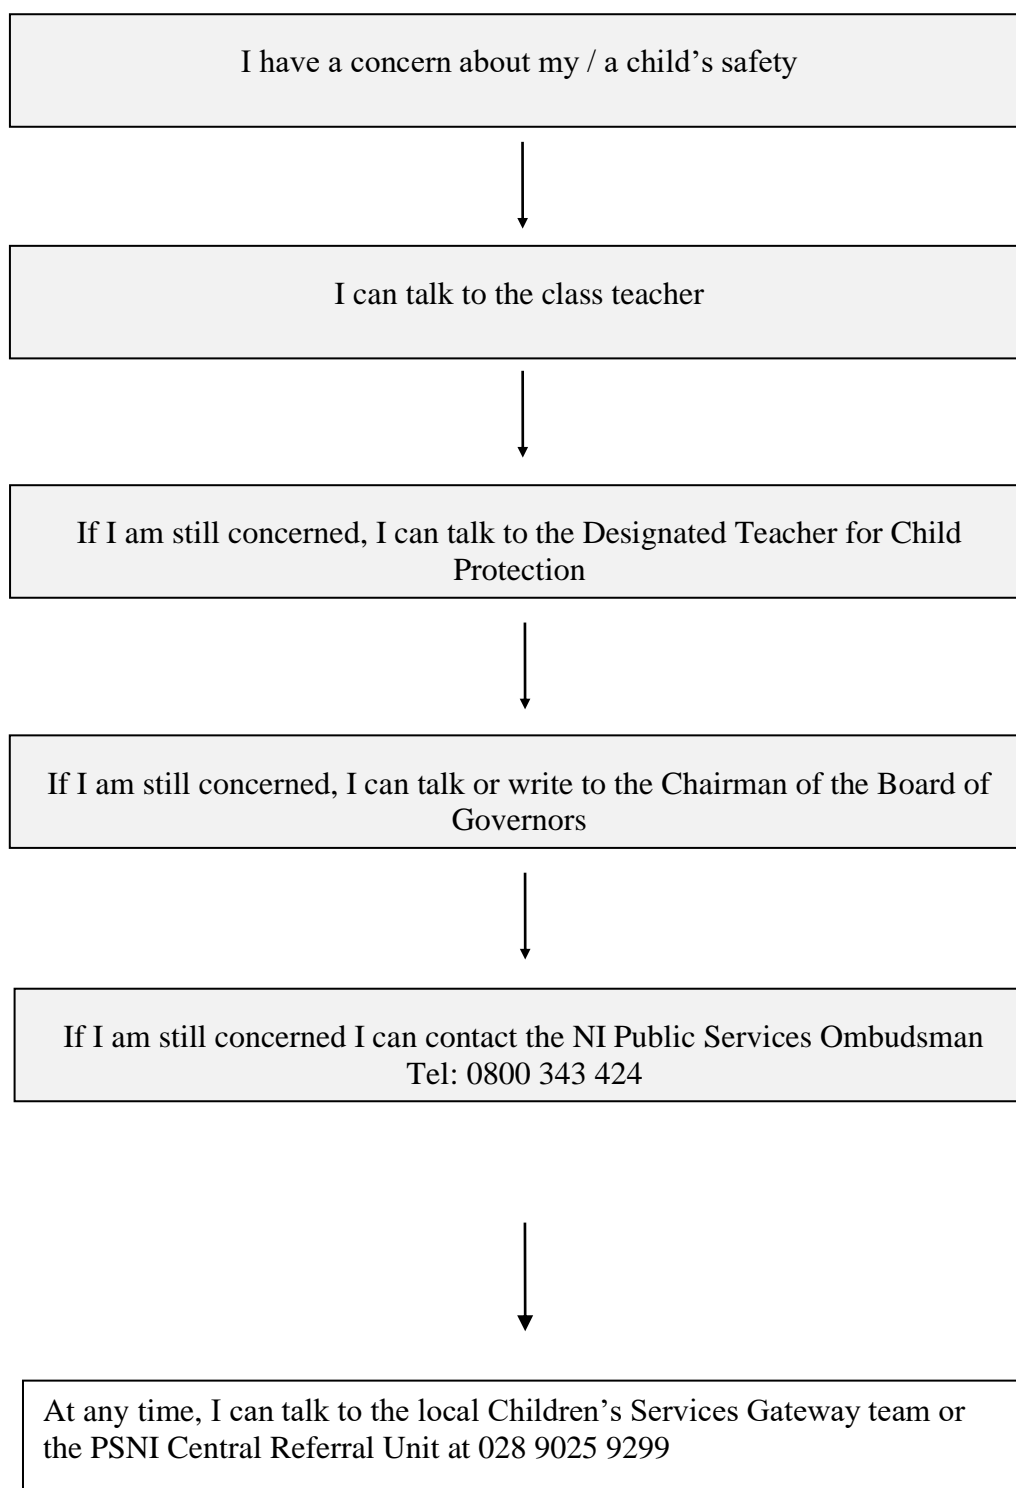 I have a concern about my / a child’s safety
I can talk to the class teacher
If I am still concerned, I can talk to the Designated Teacher for Child
Protection
If I am still concerned, I can talk or write to the Chairman of the Board of
Governors
If I am still concerned I can contact the NI Public Services Ombudsman
Tel: 0800 343 424
At any time, I can talk to the local Children’s Services Gateway team or
the PSNI Central Referral Unit at 028 9025 9299